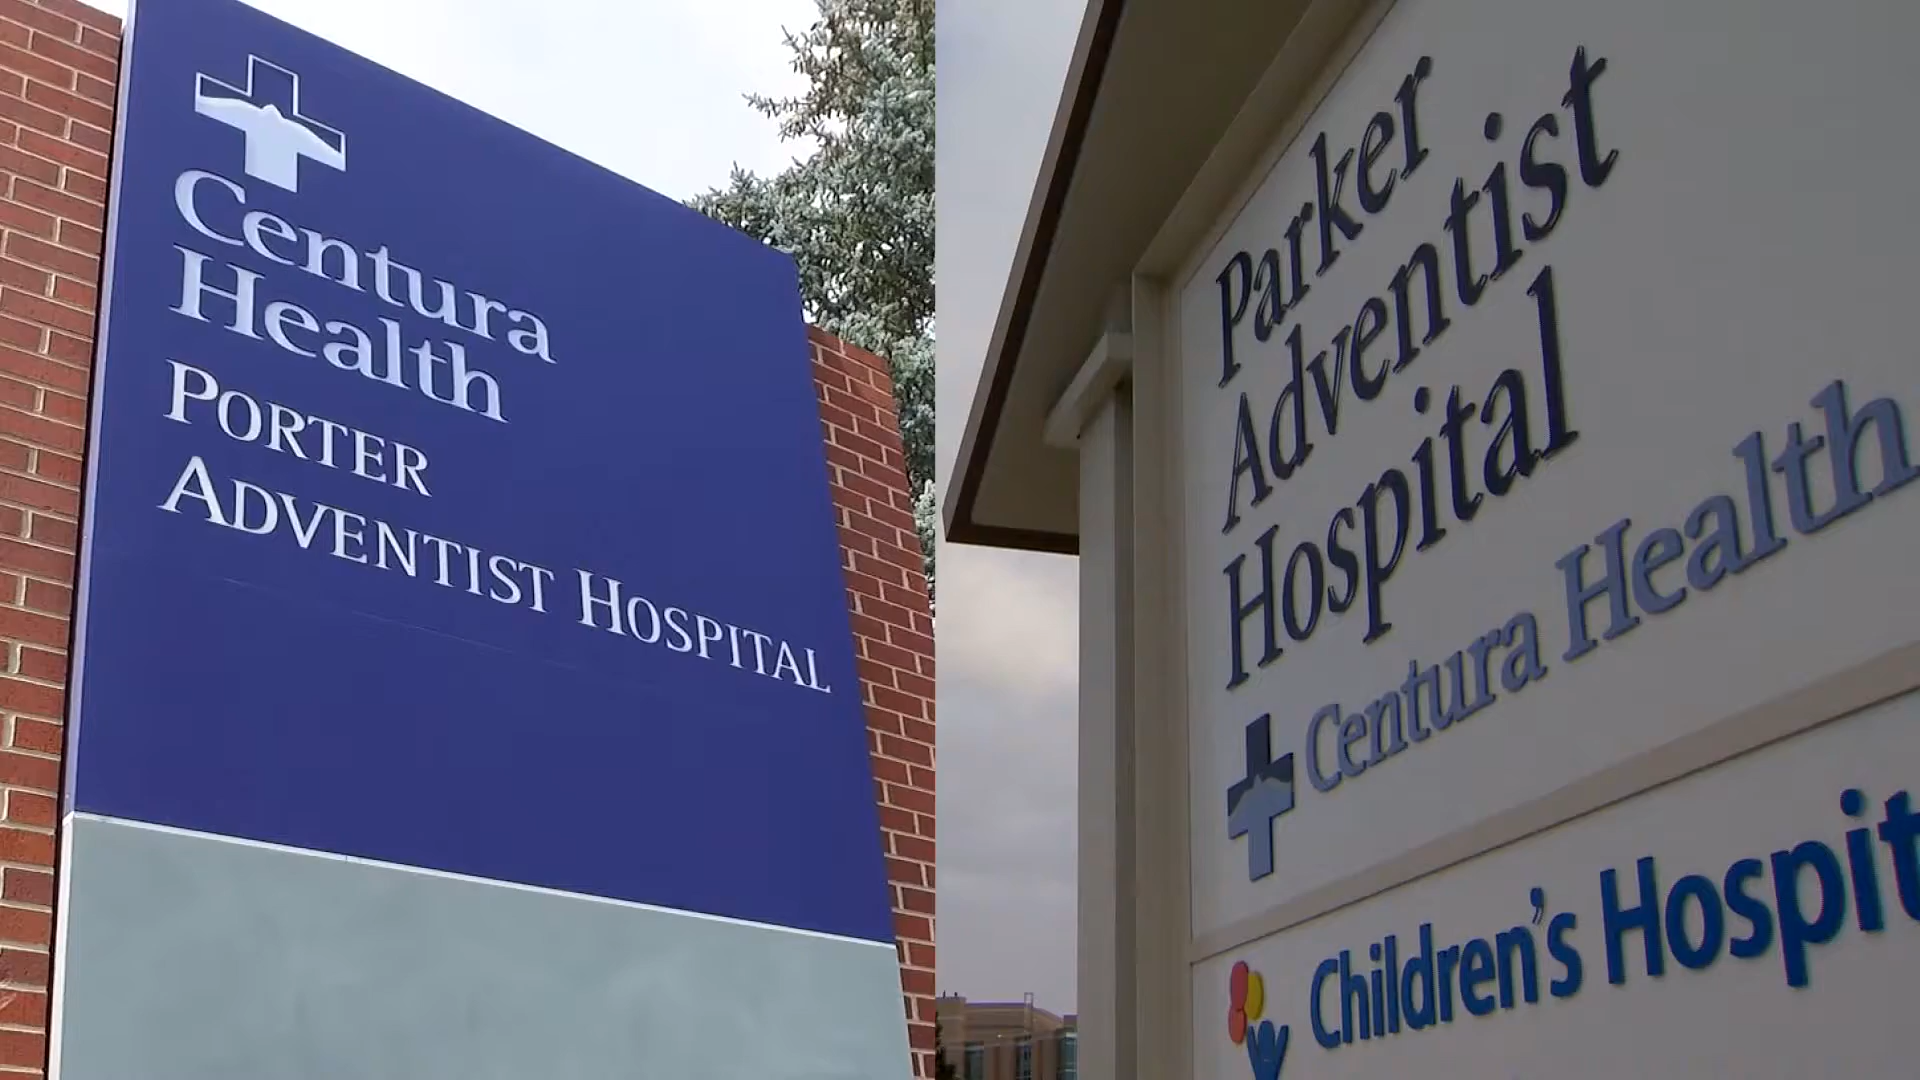 Centura
Health
PORTER
ADVENTIST HOSPITAL
Parker
Adventist
Hospital
Centura Health
Children's Hospit